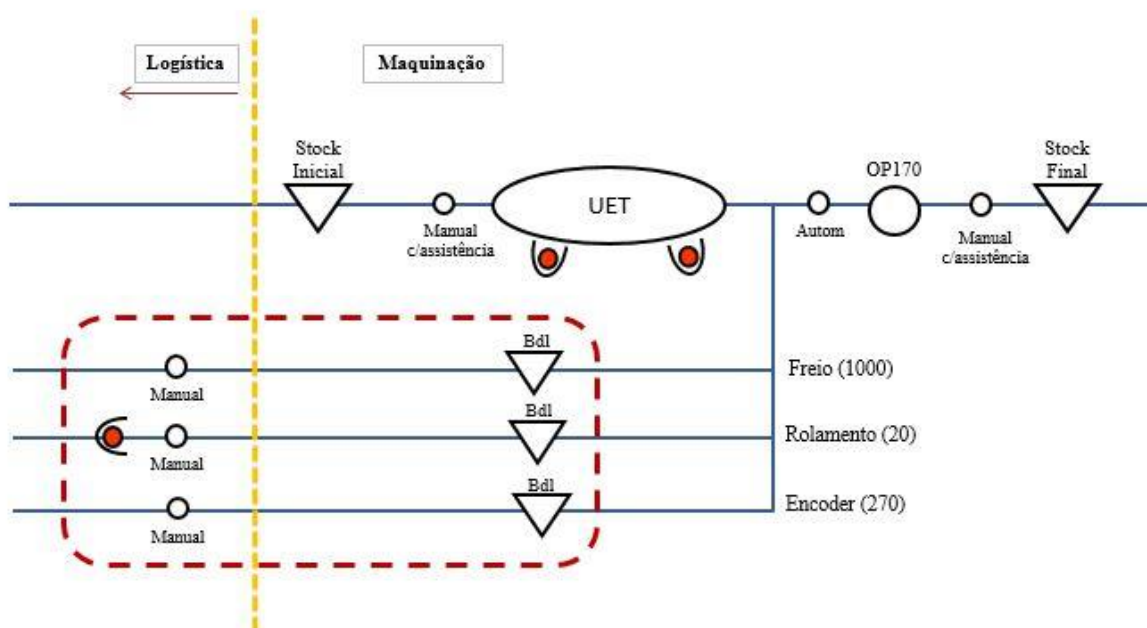 Logística
Maquinação
Stock
Inicial
Manual
c/assistência
UET
Autom
OP170
Manual
c/assistência
Stock
Final
Manual
Bdl
Freio (1000)
Manual
Bdl
Rolamento (20)
Manual
Bdl
Encoder (270)